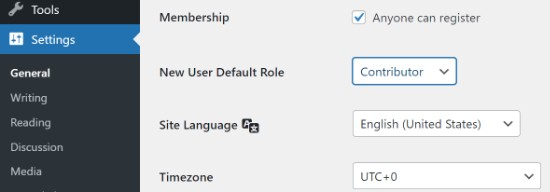 Tools
Settings
General
Writing
Reading
Discussion
Media
Membership
Anyone can register
New User Default Role
Contributor
Site Language
English (United States)
Timezone
UTC+0